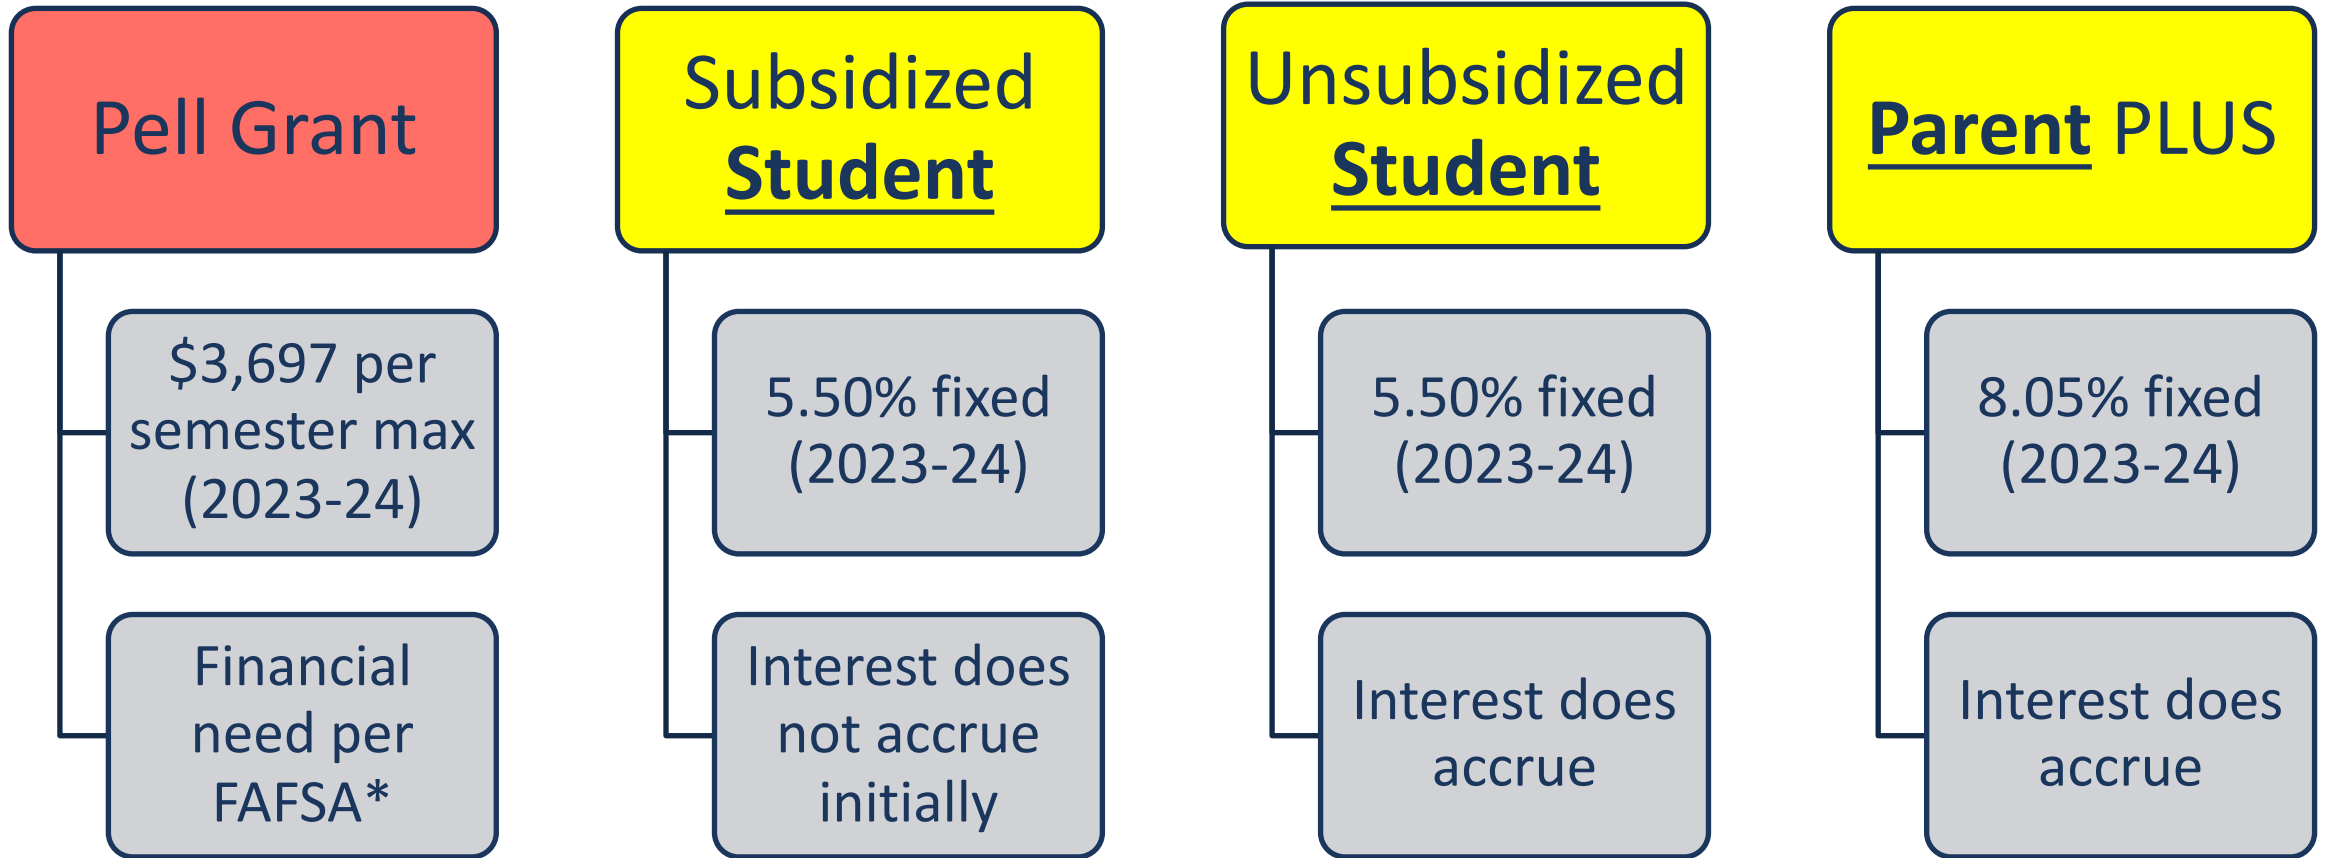 Pell Grant
$3,697 per
semester max
(2023-24)
Financial
need per
FAFSA*
Subsidized
Student
5.50% fixed
(2023-24)
Interest does
not accrue
initially
Unsubsidized
Student
5.50% fixed
(2023-24)
Interest does
accrue
Parent PLUS
8.05% fixed
(2023-24)
Interest does
accrue